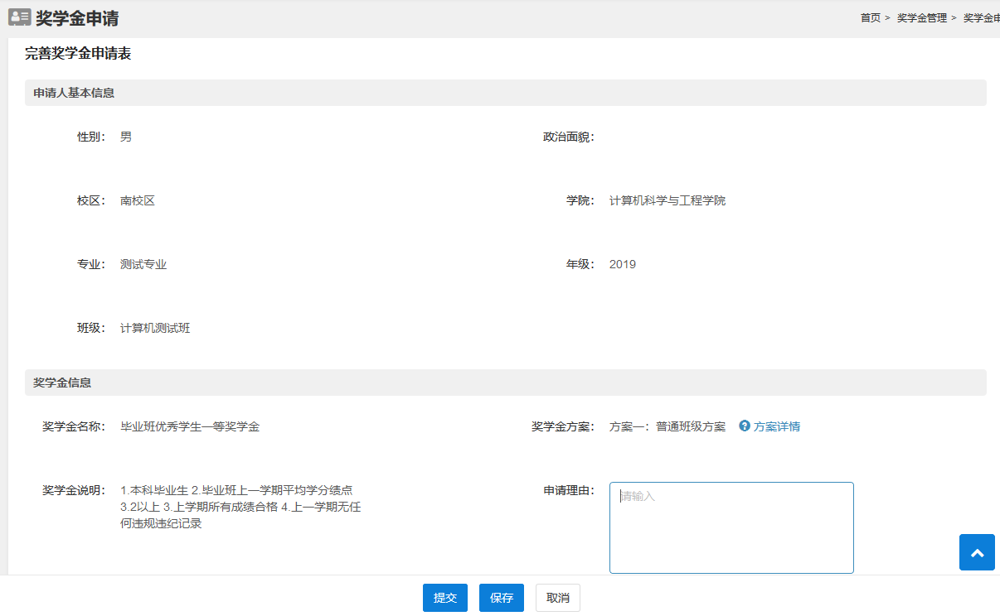 奖学金申请
首页 > 奖学金管理 > 奖学金申
完善奖学金申请表
申请人基本信息
性别： 男
政治面貌：
校区： 南校区
学院： 计算机科学与工程学院
专业： 测试专业
年级： 2019
班级： 计算机测试班
奖学金信息
奖学金名称： 毕业班优秀学生一等奖学金
奖学金方案： 方案一：普通班级方案 方案详情
奖学金说明： 1.本科毕业生 2.毕业班上一学期平均学分绩点
3.2以上 3.上学期所有成绩合格 4.上一学期无任
何违规违纪记录
申请理由： 请输入
提交 保存 取消